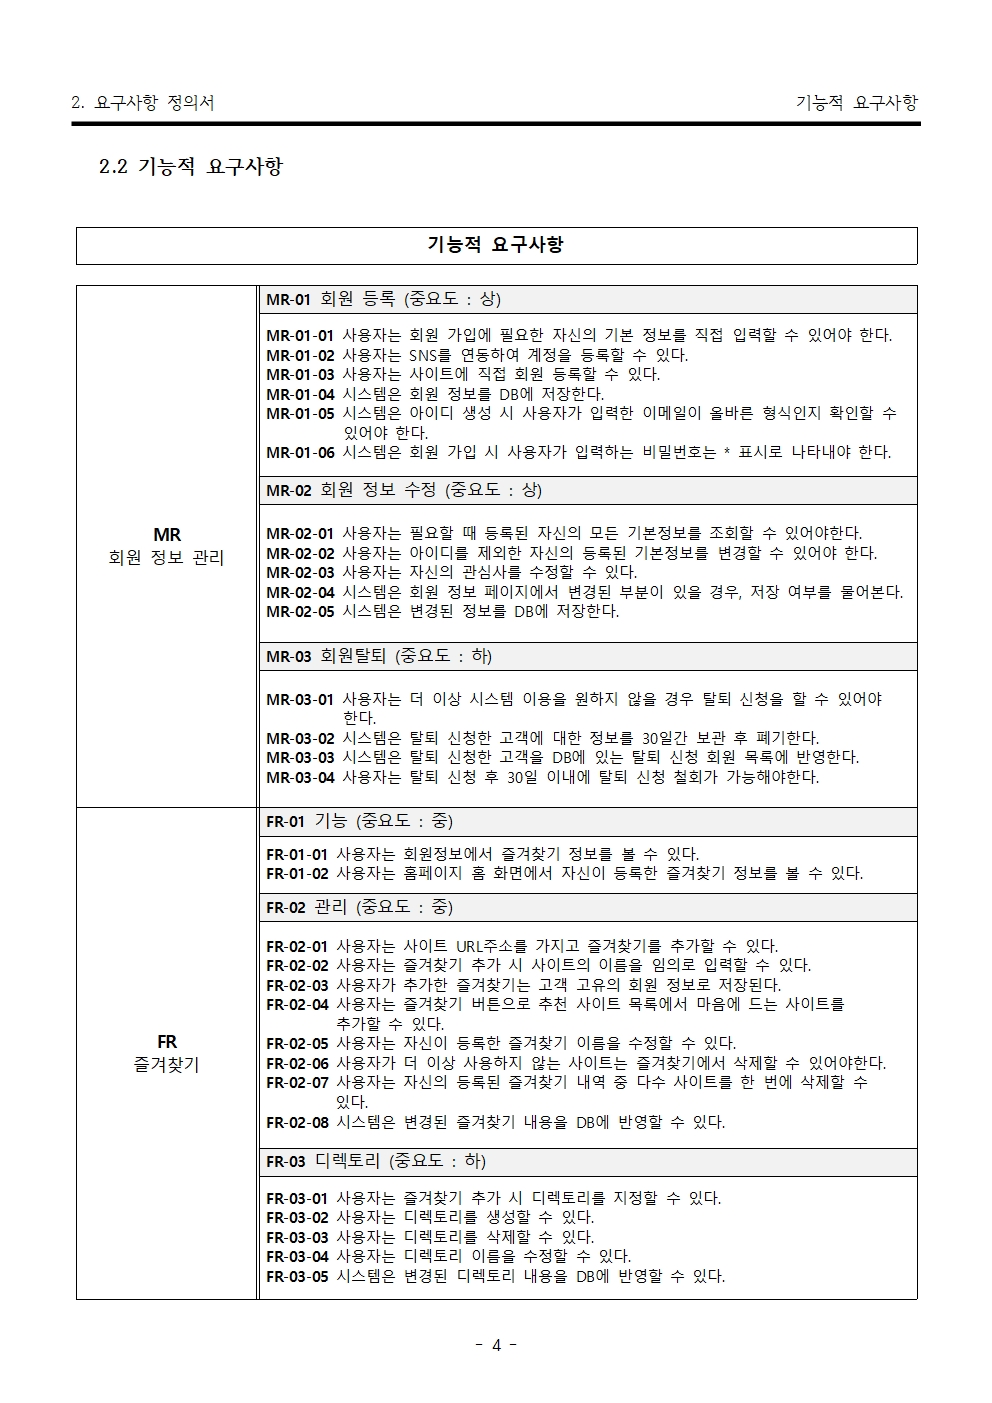 2. 요구사항 정의서
기능적 요구사항
2.2 기능적 요구사항
기능적 요구사항
MR
회원 정보 관리
MR-01 회원 등록 (중요도 : 상)
MR-01-01 사용자는 회원 가입에 필요한 자신의 기본 정보를 직접 입력할 수 있어야 한다.
MR-01-02 사용자는 SNS를 연동하여 계정을 등록할 수 있다.
MR-01-03 사용자는 사이트에 직접 회원 등록할 수 있다.
MR-01-04 시스템은 회원 정보를 DB에 저장한다.
MR-01-05 시스템은 아이디 생성 시 사용자가 입력한 이메일이 올바른 형식인지 확인할 수
있어야 한다.
MR-01-06 시스템은 회원 가입 시 사용자가 입력하는 비밀번호는 * 표시로 나타내야 한다.
MR-02 회원 정보 수정 (중요도 : 상)
MR-02-01 사용자는 필요할 때 등록된 자신의 모든 기본정보를 조회할 수 있어야한다.
MR-02-02 사용자는 아이디를 제외한 자신의 등록된 기본정보를 변경할 수 있어야 한다.
MR-02-03 사용자는 자신의 관심사를 수정할 수 있다.
MR-02-04 시스템은 회원 정보 페이지에서 변경된 부분이 있을 경우, 저장 여부를 물어본다.
MR-02-05 시스템은 변경된 정보를 DB에 저장한다.
MR-03 회원탈퇴 (중요도 : 하)
MR-03-01 사용자는 더 이상 시스템 이용을 원하지 않을 경우 탈퇴 신청을 할 수 있어야
한다.
MR-03-02 시스템은 탈퇴 신청한 고객에 대한 정보를 30일간 보관 후 폐기한다.
MR-03-03 시스템은 탈퇴 신청한 고객을 DB에 있는 탈퇴 신청 회원 목록에 반영한다.
MR-03-04 사용자는 탈퇴 신청 후 30일 이내에 탈퇴 신청 철회가 가능해야한다.
FR
즐겨찾기
FR-01 기능 (중요도 : 중)
FR-01-01 사용자는 회원정보에서 즐겨찾기 정보를 볼 수 있다.
FR-01-02 사용자는 홈페이지 홈 화면에서 자신이 등록한 즐겨찾기 정보를 볼 수 있다.
FR-02 관리 (중요도 : 중)
FR-02-01 사용자는 사이트 URL주소를 가지고 즐겨찾기를 추가할 수 있다.
FR-02-02 사용자는 즐겨찾기 추가 시 사이트의 이름을 임의로 입력할 수 있다.
FR-02-03 사용자가 추가한 즐겨찾기는 고객 고유의 회원 정보로 저장된다.
FR-02-04 사용자는 즐겨찾기 버튼으로 추천 사이트 목록에서 마음에 드는 사이트를
추가할 수 있다.
FR-02-05 사용자는 자신이 등록한 즐겨찾기 이름을 수정할 수 있다.
FR-02-06 사용자가 더 이상 사용하지 않는 사이트는 즐겨찾기에서 삭제할 수 있어야한다.
FR-02-07 사용자는 자신의 등록된 즐겨찾기 내역 중 다수 사이트를 한 번에 삭제할 수
있다.
FR-02-08 시스템은 변경된 즐겨찾기 내용을 DB에 반영할 수 있다.
FR-03 디렉토리 (중요도 : 하)
FR-03-01 사용자는 즐겨찾기 추가 시 디렉토리를 지정할 수 있다.
FR-03-02 사용자는 디렉토리를 생성할 수 있다.
FR-03-03 사용자는 디렉토리를 삭제할 수 있다.
FR-03-04 사용자는 디렉토리 이름을 수정할 수 있다.
FR-03-05 시스템은 변경된 디렉토리 내용을 DB에 반영할 수 있다.
- 4 -